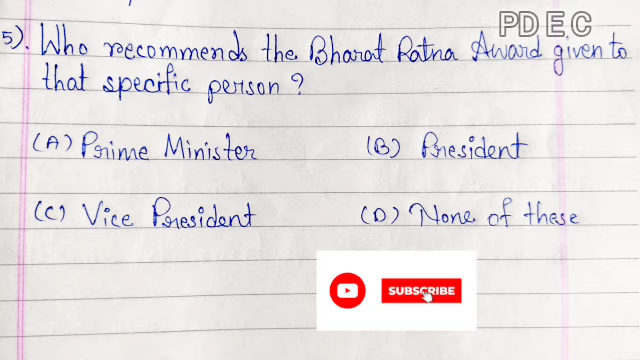 PDEC
5). Who recommends the Bharat Ratna Award given to
that specific person ?
(A) Prime Minister (B) President
(C) Vice President (D) None of these
SUBSCRIBE